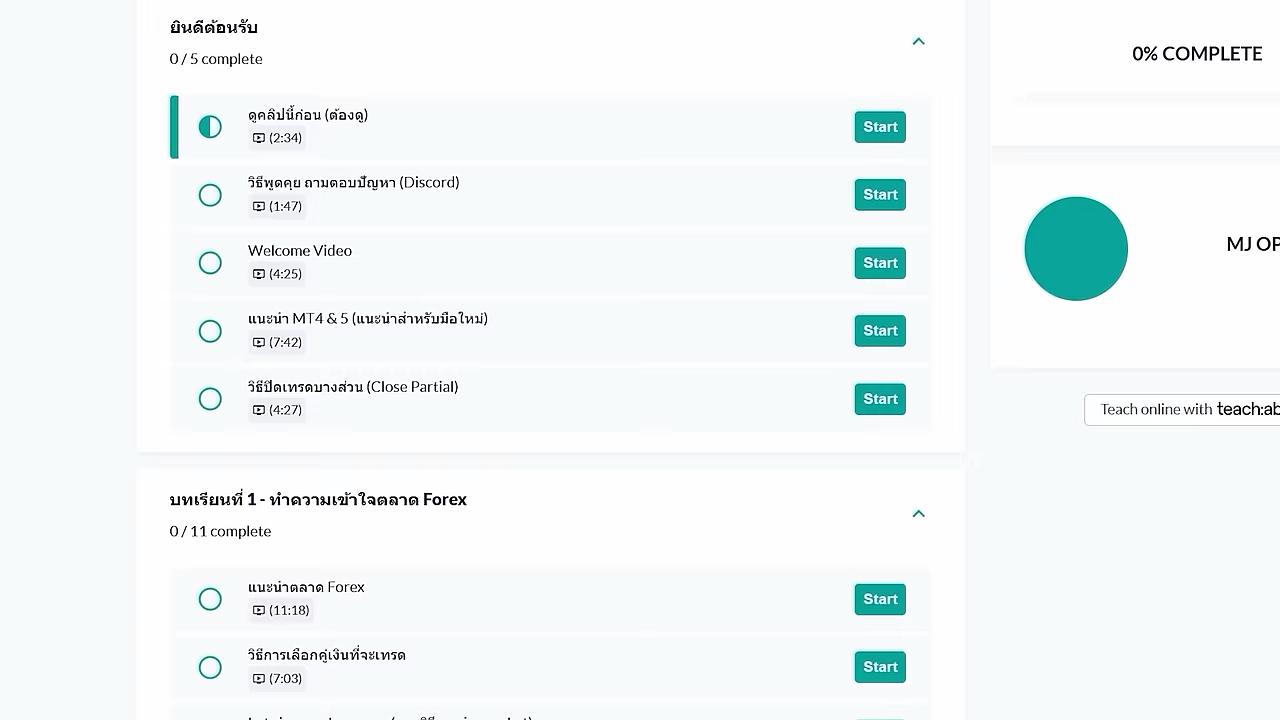 ยินดีต้อนรับ
0 / 5 complete
ดูคลิปนี้ก่อน (ต้องดู)
(2:34)
Start
วิธีพูดคุย ถามตอบปัญหา (Discord)
(1:47)
Start
Welcome Video
(4:25)
Start
แนะนำ MT4 & 5 (แนะนำสำหรับมือใหม่)
(7:42)
Start
วิธีปิดเทรดบางส่วน (Close Partial)
(4:27)
Start
บทเรียนที่ 1 - ทำความเข้าใจตลาด Forex
0 / 11 complete
แนะนำตลาด Forex
(11:18)
Start
วิธีการเลือกคู่เงินที่จะเทรด
(7:03)
Start
0% COMPLETE
MJ OP
Teach online with teach:ab